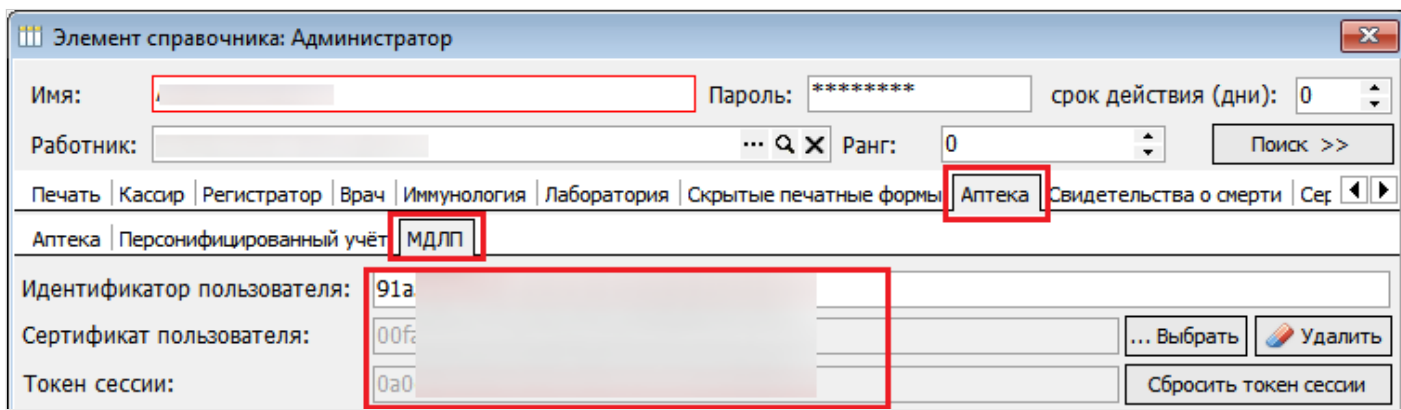 Элемент справочника: Администратор
Имя: Пароль: ******** срок действия (дни): 0
Работник: ... Ранг: 0 Поиск >>
Печать Кассир Регистратор Врач Иммунология Лаборатория Скрытые печатные формы Аптека Свидетельства о смерти Сер
Аптека Персонифицированный учёт МДЛП
Идентификатор пользователя: 91a
Сертификат пользователя: 00fa ... Выбрать Удалить
Токен сессии: 0a0 Сбросить токен сессии